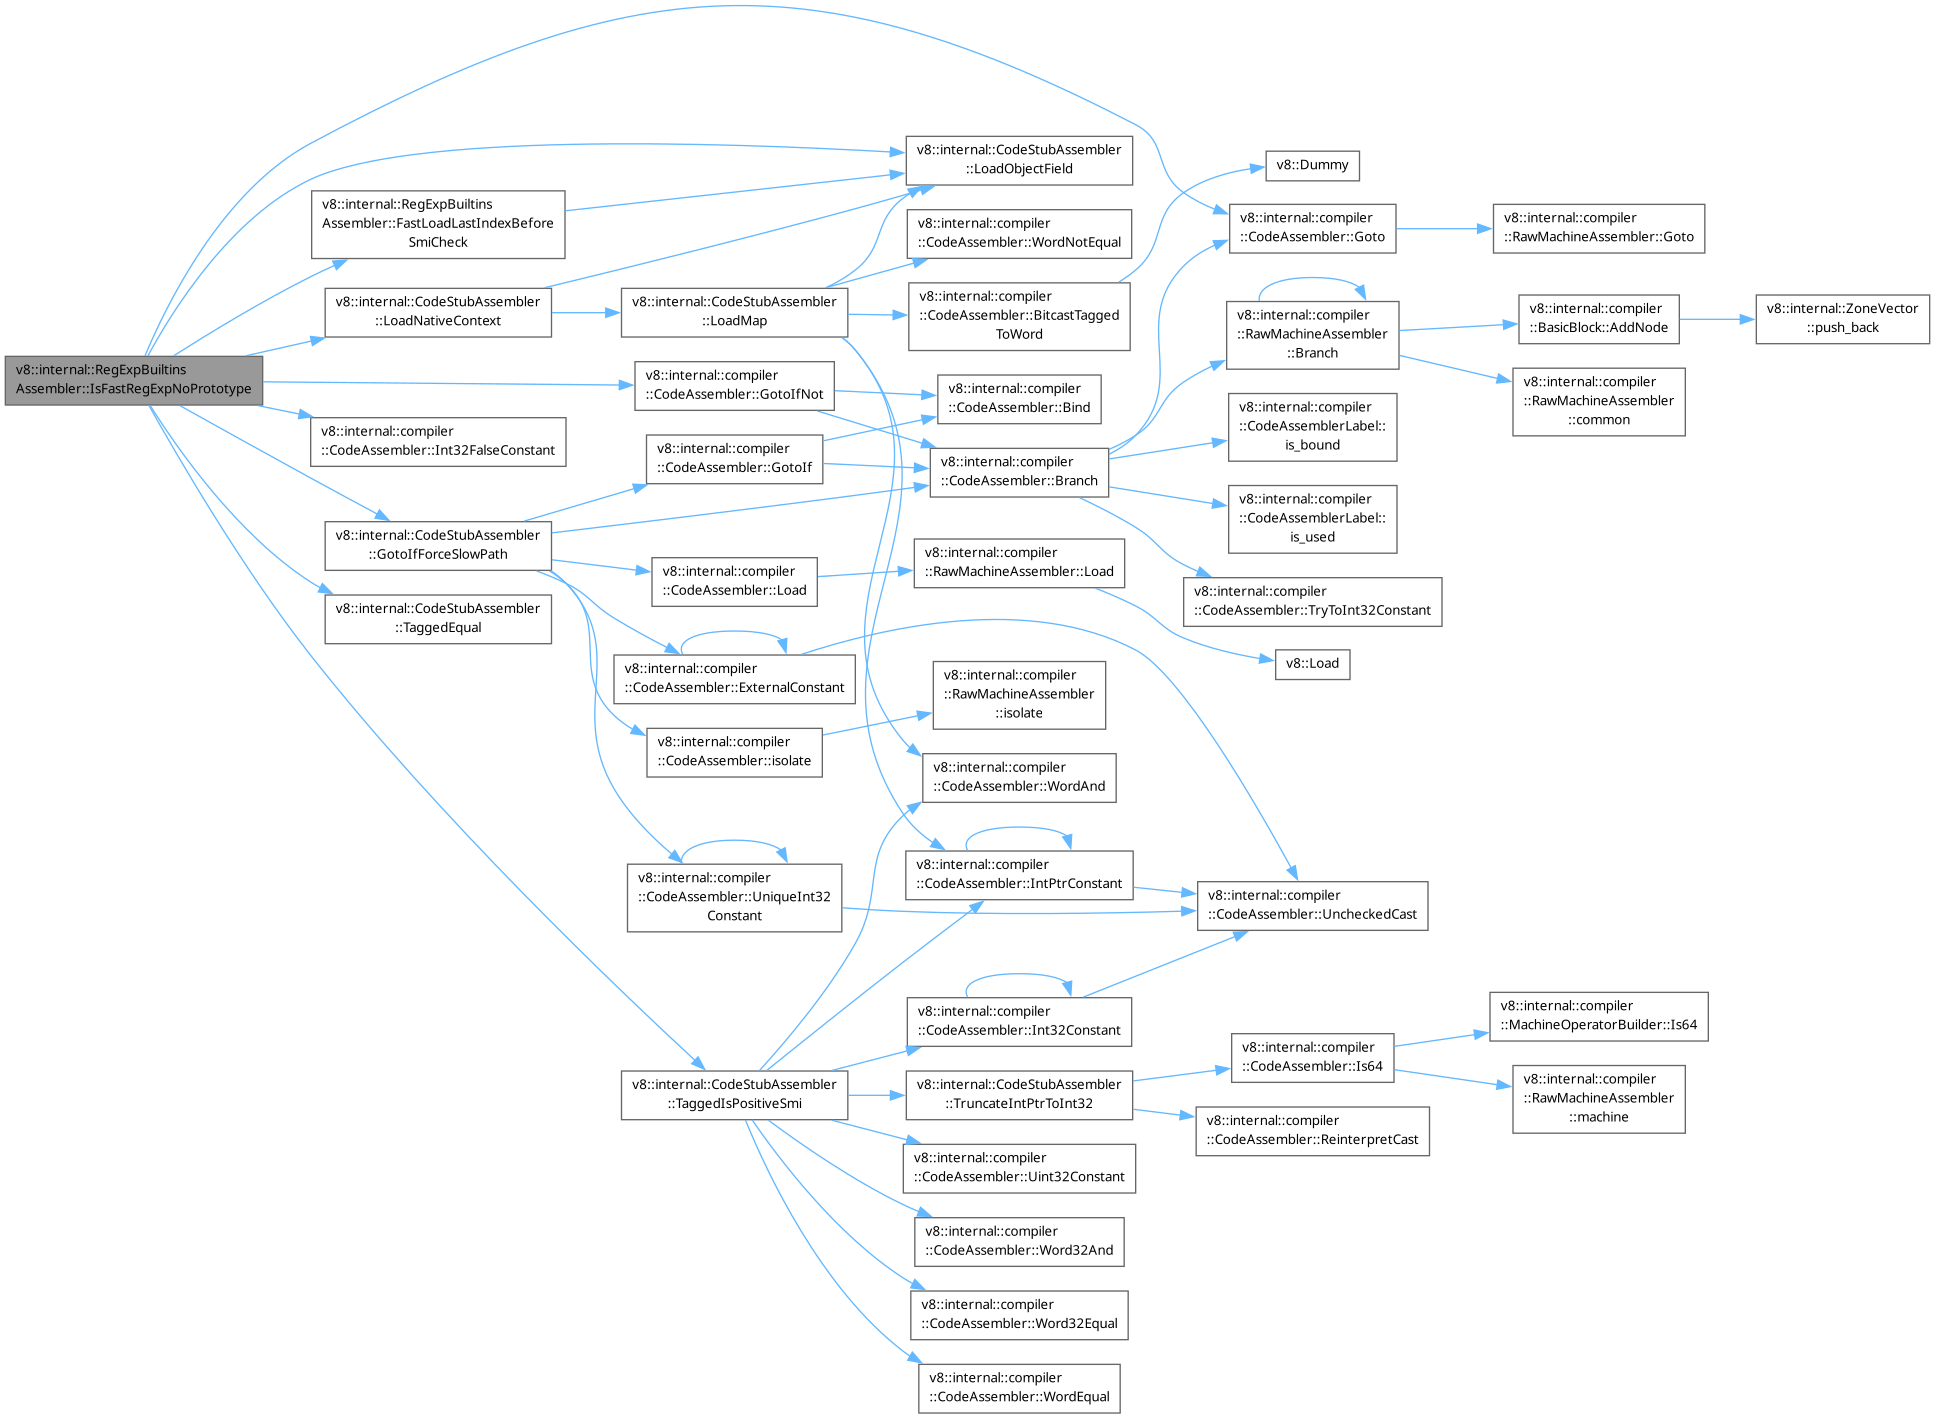 v8::internal::RegExpBuiltins
Assembler::IsFastRegExpNoPrototype
v8::internal::RegExpBuiltins
Assembler::FastLoadLastIndexBefore
SmiCheck
v8::internal::CodeStubAssembler
::LoadNativeContext
v8::internal::compiler
::CodeAssembler::Int32FalseConstant
v8::internal::CodeStubAssembler
::GotoIfForceSlowPath
v8::internal::CodeStubAssembler
::TaggedEqual
v8::internal::CodeStubAssembler
::LoadMap
v8::internal::compiler
::CodeAssembler::GotoIfNot
v8::internal::compiler
::CodeAssembler::GotoIf
v8::internal::compiler
::CodeAssembler::Load
v8::internal::compiler
::CodeAssembler::ExternalConstant
v8::internal::compiler
::CodeAssembler::isolate
v8::internal::compiler
::CodeAssembler::UniqueInt32
Constant
v8::internal::CodeStubAssembler
::TaggedIsPositiveSmi
v8::internal::CodeStubAssembler
::LoadObjectField
v8::internal::compiler
::CodeAssembler::WordNotEqual
v8::internal::compiler
::CodeAssembler::BitcastTagged
ToWord
v8::internal::compiler
::CodeAssembler::Bind
v8::internal::compiler
::CodeAssembler::Branch
v8::internal::compiler
::RawMachineAssembler::Load
v8::internal::compiler
::RawMachineAssembler
::isolate
v8::internal::compiler
::CodeAssembler::WordAnd
v8::internal::compiler
::CodeAssembler::IntPtrConstant
v8::internal::compiler
::CodeAssembler::Int32Constant
v8::internal::CodeStubAssembler
::TruncateIntPtrToInt32
v8::internal::compiler
::CodeAssembler::Uint32Constant
v8::internal::compiler
::CodeAssembler::Word32And
v8::internal::compiler
::CodeAssembler::Word32Equal
v8::internal::compiler
::CodeAssembler::WordEqual
v8::Dummy
v8::internal::compiler
::CodeAssembler::Goto
v8::internal::compiler
::RawMachineAssembler
::Branch
v8::internal::compiler
::CodeAssemblerLabel::
is_bound
v8::internal::compiler
::CodeAssemblerLabel::
is_used
v8::internal::compiler
::CodeAssembler::TryToInt32Constant
v8::Load
v8::internal::compiler
::CodeAssembler::UncheckedCast
v8::internal::compiler
::CodeAssembler::Is64
v8::internal::compiler
::CodeAssembler::ReinterpretCast
v8::internal::compiler
::RawMachineAssembler::Goto
v8::internal::compiler
::BasicBlock::AddNode
v8::internal::compiler
::RawMachineAssembler
::common
v8::internal::compiler
::MachineOperatorBuilder::Is64
v8::internal::compiler
::RawMachineAssembler
::machine
v8::internal::ZoneVector
::push_back